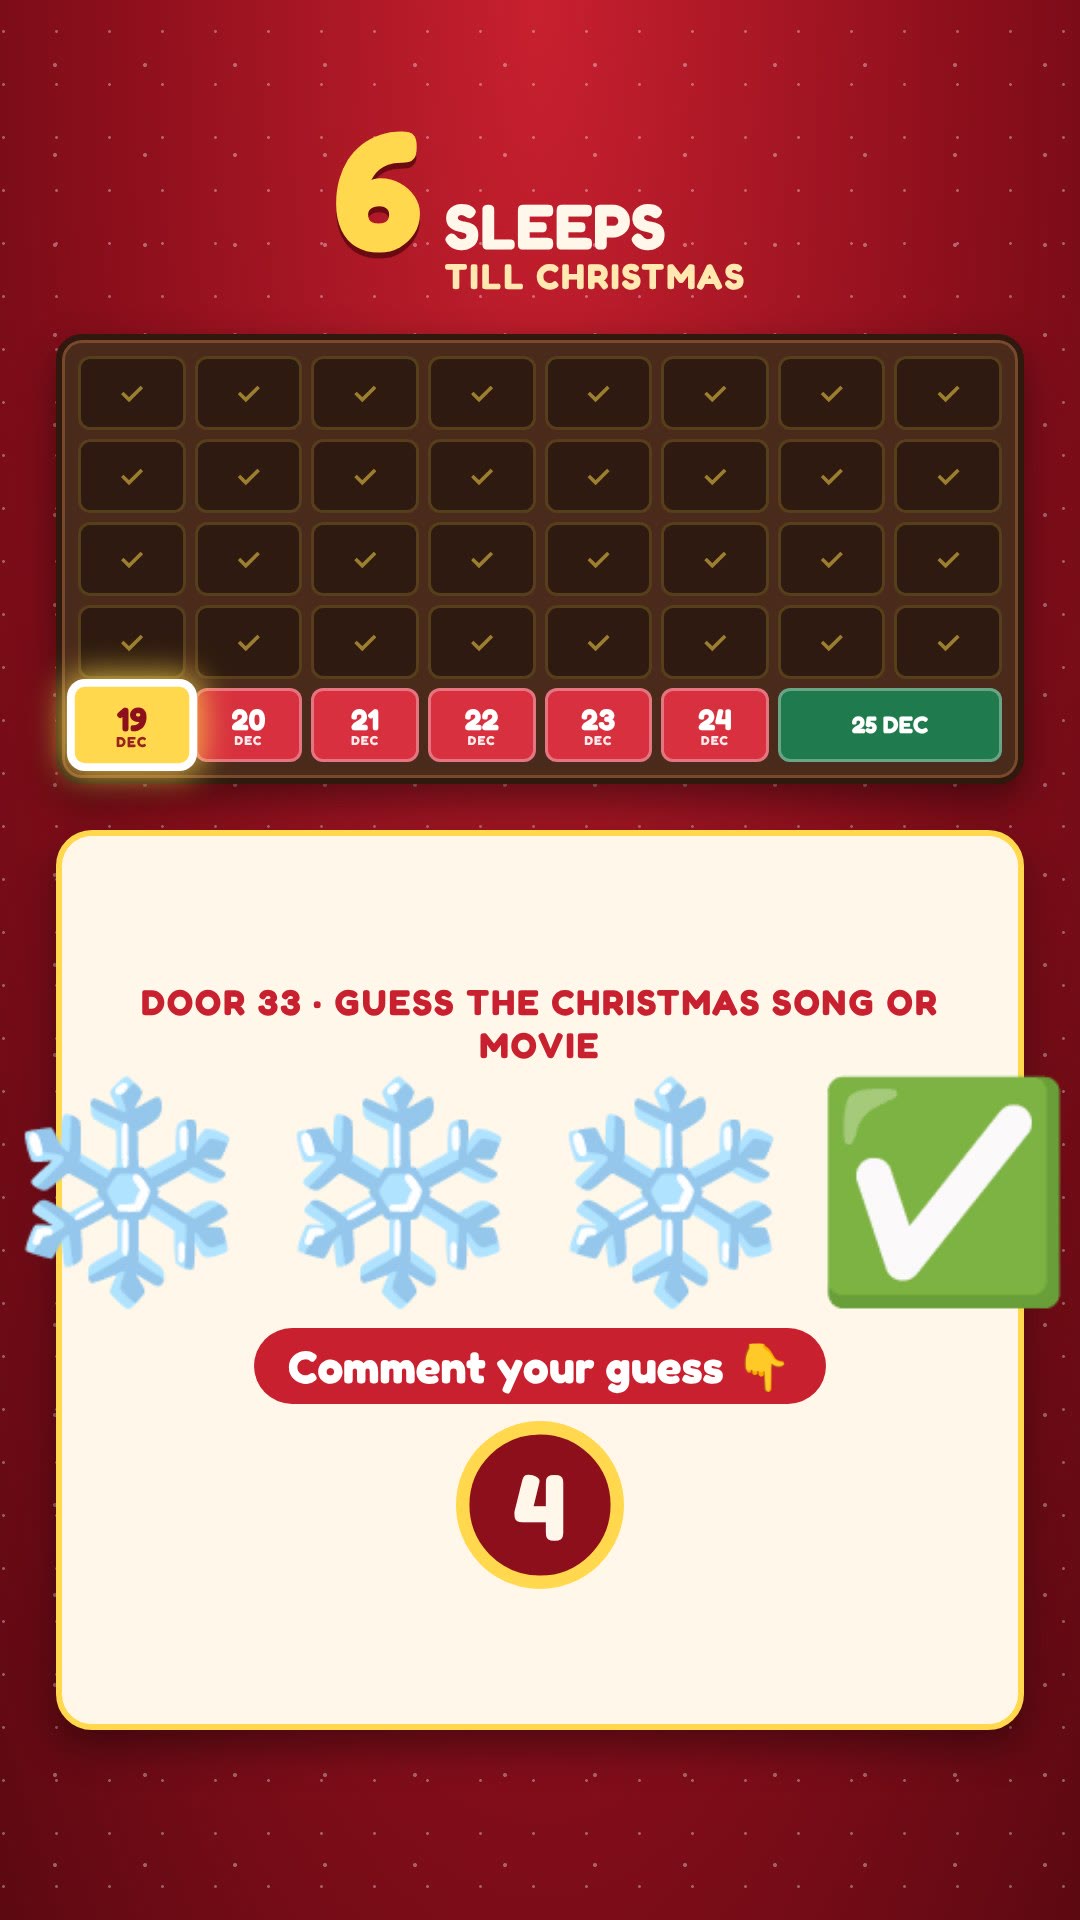 6 SLEEPS
TILL CHRISTMAS
19 DEC
20 DEC
21 DEC
22 DEC
23 DEC
24 DEC
25 DEC
DOOR 33 · GUESS THE CHRISTMAS SONG OR
MOVIE
Comment your guess 👇
4